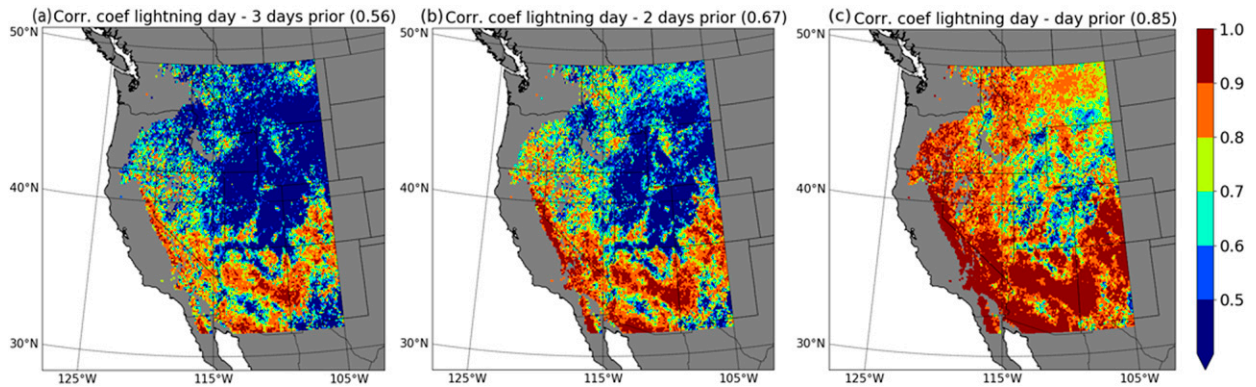 (a) Corr. coef lightning day - 3 days prior (0.56)
(b) Corr. coef lightning day - 2 days prior (0.67)
(c) Corr. coef lightning day - day prior (0.85)
50°N
40°N
30°N
125°W
115°W
105°W
50°N
40°N
30°N
125°W
115°W
105°W
50°N
40°N
30°N
125°W
115°W
105°W
1.0
0.9
0.8
0.7
0.6
0.5